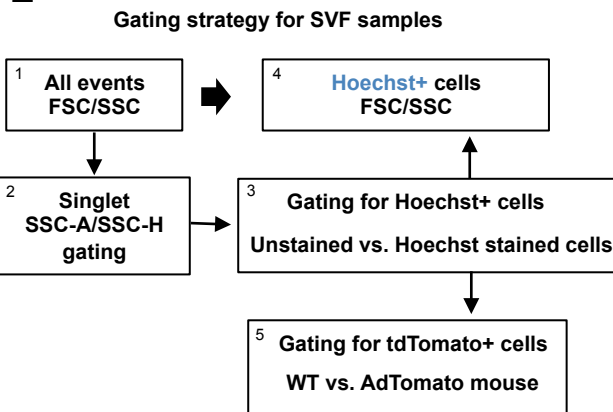 Gating strategy for SVF samples
1
All events
FSC/SSC
4
Hoechst+ cells
FSC/SSC
2
Singlet
SSC-A/SSC-H
gating
3
Gating for Hoechst+ cells
Unstained vs. Hoechst stained cells
5
Gating for tdTomato+ cells
WT vs. AdTomato mouse